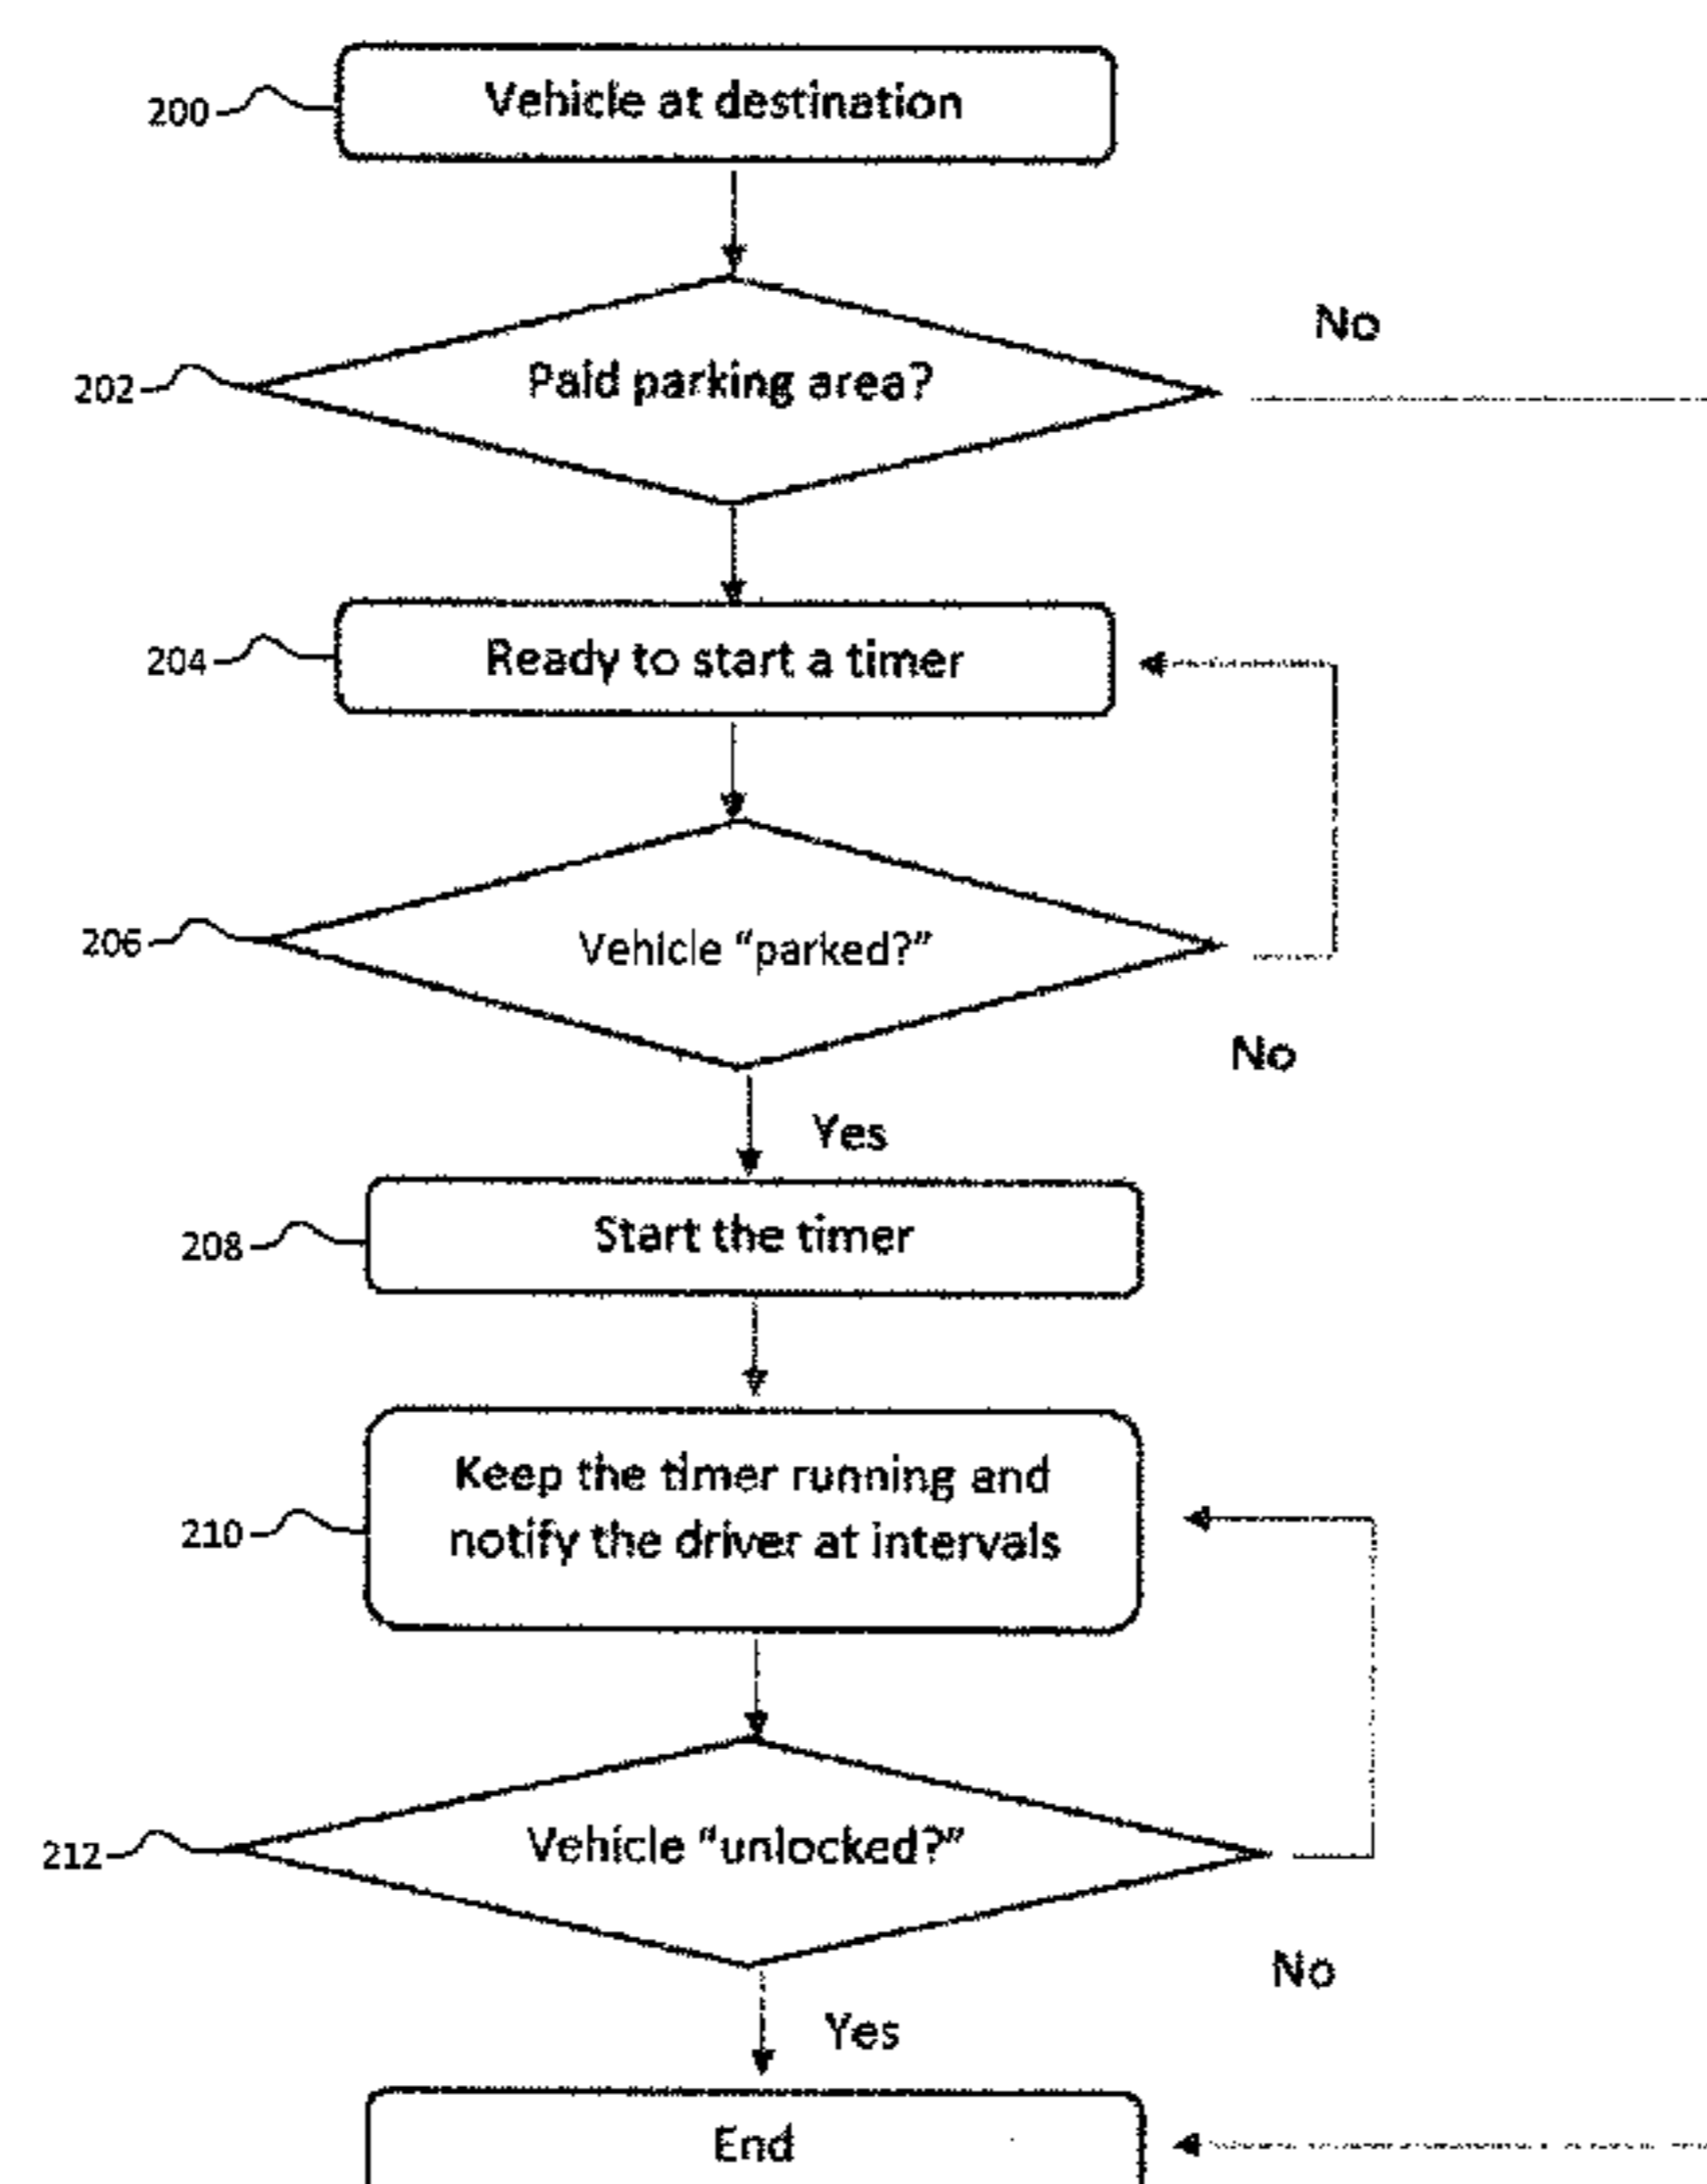 200
Vehicle at destination
No
202
Paid parking area?
204
Ready to start a timer
206
Vehicle “parked?”
No
Yes
208
Start the timer
210
Keep the timer running and
notify the driver at intervals
212
Vehicle “unlocked?”
No
Yes
End